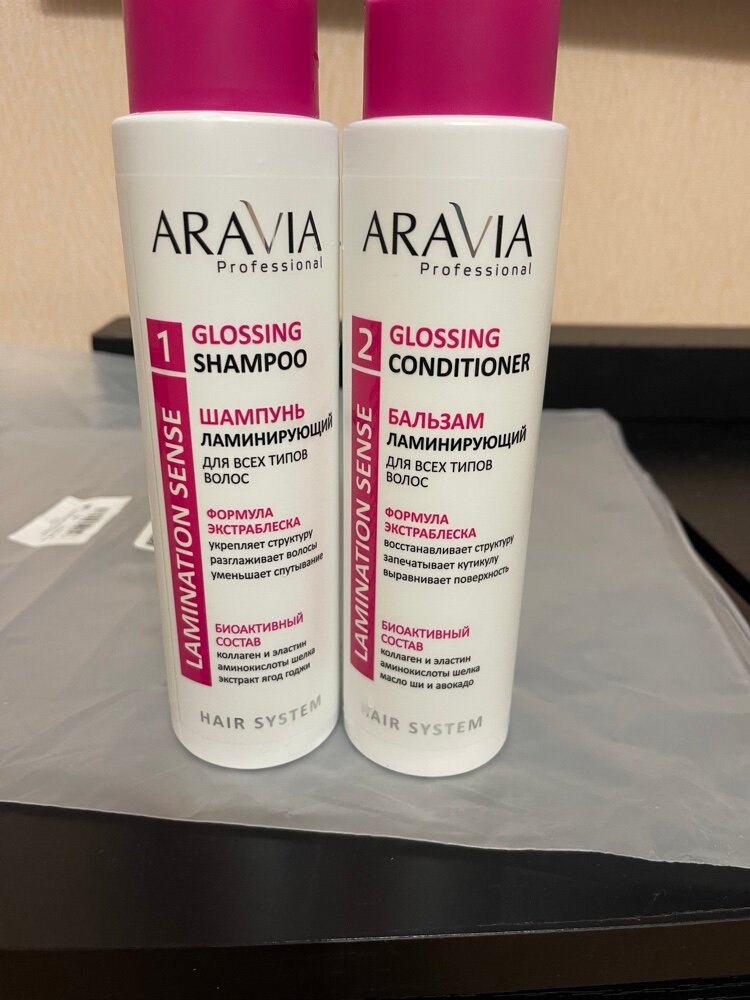 ARAVIA
Professional
1
GLOSSING
SHAMPOO
LAMINATION SENSE
ШАМПУНЬ
ЛАМИНИРУЮЩИЙ
ДЛЯ ВСЕХ ТИПОВ
ВОЛОС
ФОРМУЛА
ЭКСТРАБЛЕСКА
укрепляет структуру
разглаживает волосы
уменьшает спутывание
БИОАКТИВНЫЙ
СОСТАВ
коллаген и эластин
аминокислоты шелка
экстракт ягод годжи
HAIR SYSTEM
ARAVIA
Professional
2
GLOSSING
CONDITIONER
LAMINATION SENSE
БАЛЬЗАМ
ЛАМИНИРУЮЩИЙ
ДЛЯ ВСЕХ ТИПОВ
ВОЛОС
ФОРМУЛА
ЭКСТРАБЛЕСКА
восстанавливает структуру
запечатывает кутикулу
выравнивает поверхность
БИОАКТИВНЫЙ
СОСТАВ
коллаген и эластин
аминокислоты шелка
масло ши и авокадо
HAIR SYSTEM